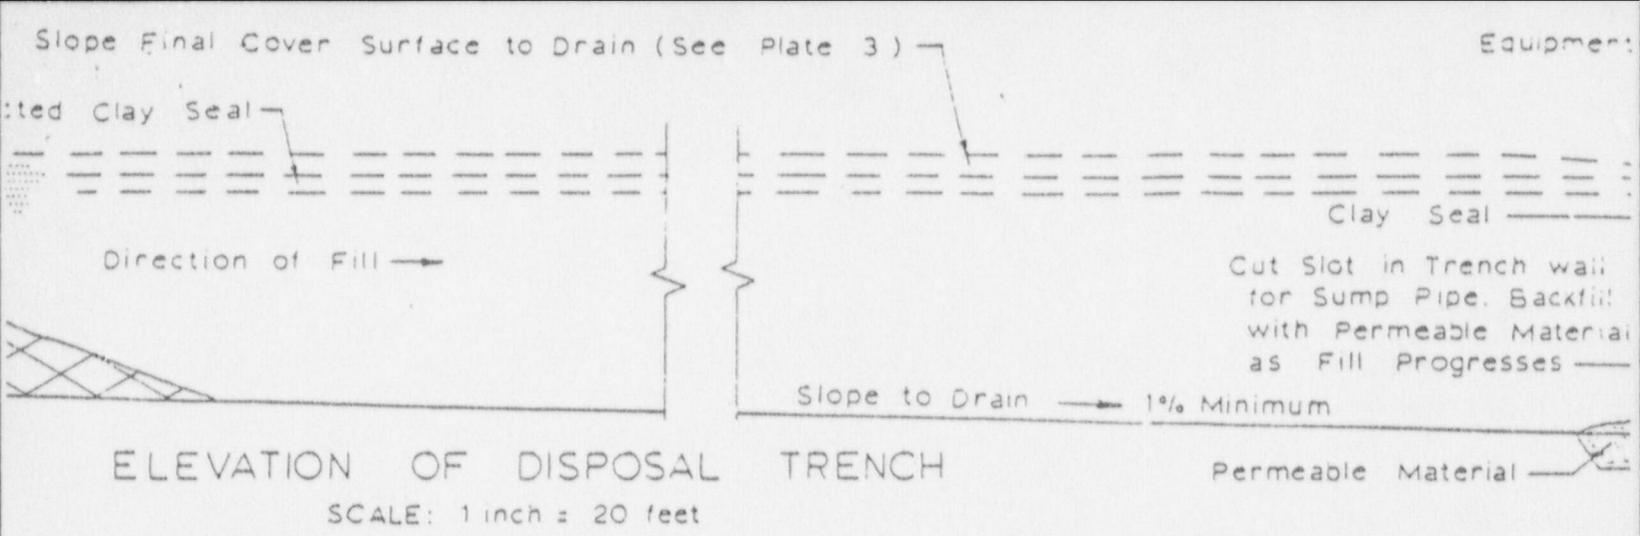 Slope Final Cover Surface to Drain (See Plate 3)
Equipment
tted Clay Seal
Clay Seal
Direction of Fill
Cut Slot in Trench wall
for Sump Pipe. Backfill
with Permeable Material
as Fill Progresses
Slope to Drain 1% Minimum
ELEVATION OF DISPOSAL TRENCH
Permeable Material
SCALE: 1 inch = 20 feet